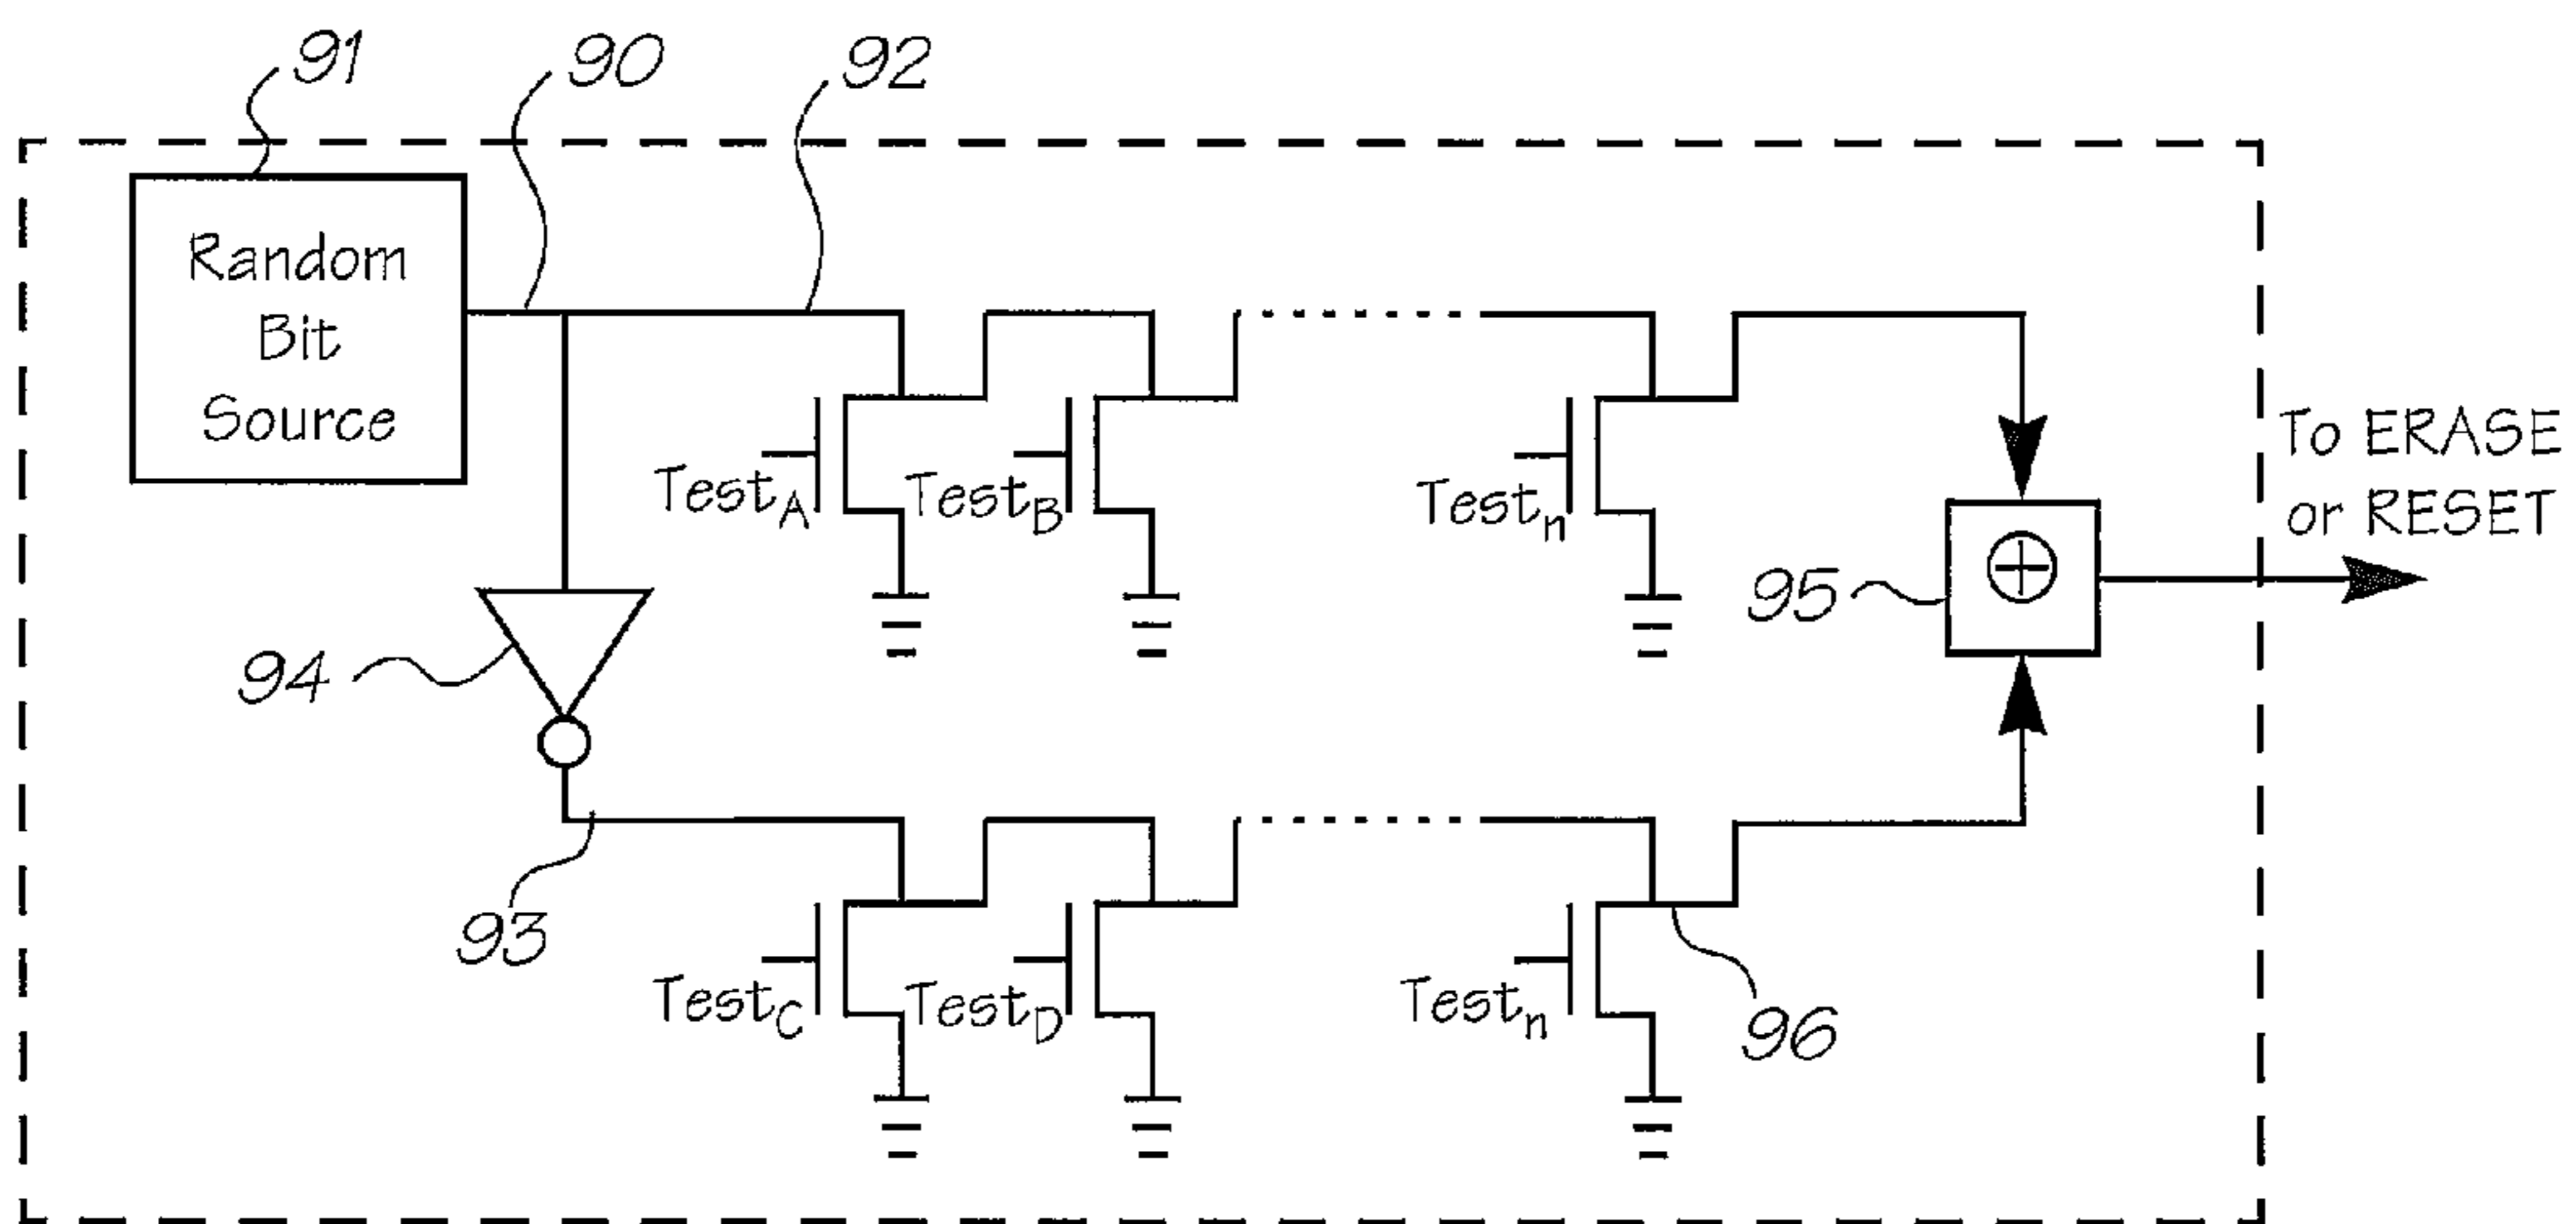 91
90
92
Random
Bit
Source
To ERASE
or RESET
TestA
TestB
Testn
95
94
93
TestC
TestD
Testn
96